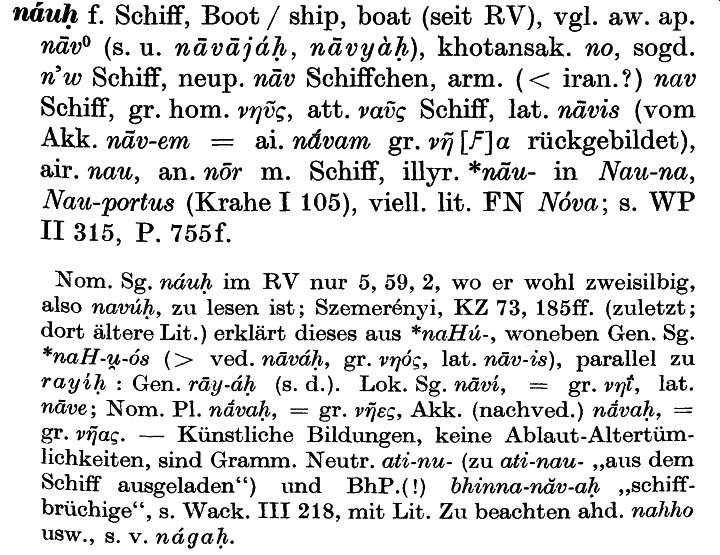 náuḥ f. Schiff, Boot / ship, boat (seit RV), vgl. aw. ap.
nāv⁰ (s. u. nāvājáḥ, nāvyàḥ), khotansak. no, sogd.
n’w Schiff, neup. nāv Schiffchen, arm. (< iran.?) nav
Schiff, gr. hom. νηῦς, att. ναῦς Schiff, lat. nāvis (vom
Akk. nāv-em = ai. nā́vam gr. νῆ[ϝ]α rückgebildet),
air. nau, an. nōr m. Schiff, illyr. *nāu- in Nau-na,
Nau-portus (Krahe I 105), viell. lit. FN Nóva; s. WP
II 315, P. 755f.
Nom. Sg. náuḥ im RV nur 5, 59, 2, wo er wohl zweisilbig,
also navúḥ, zu lesen ist; Szemerényi, KZ 73, 185ff. (zuletzt;
dort ältere Lit.) erklärt dieses aus *naHú-, woneben Gen. Sg.
*naH-u̯-ós (> ved. nāváḥ, gr. νηός, lat. nāv-is), parallel zu
rayíḥ : Gen. rāy-áḥ (s. d.). Lok. Sg. nāví, = gr. νηΐ, lat.
nāve; Nom. Pl. nā́vaḥ, = gr. νῆες, Akk. (nachved.) nā́vaḥ, =
gr. νῆας. — Künstliche Bildungen, keine Ablaut-Altertüm-
lichkeiten, sind Gramm. Neutr. ati-nu- (zu ati-nau- „aus dem
Schiff ausgeladen“) und BhP.(!) bhinna-nāv-aḥ „schiff-
brüchige“, s. Wack. III 218, mit Lit. Zu beachten ahd. nahho
usw., s. v. nágaḥ.